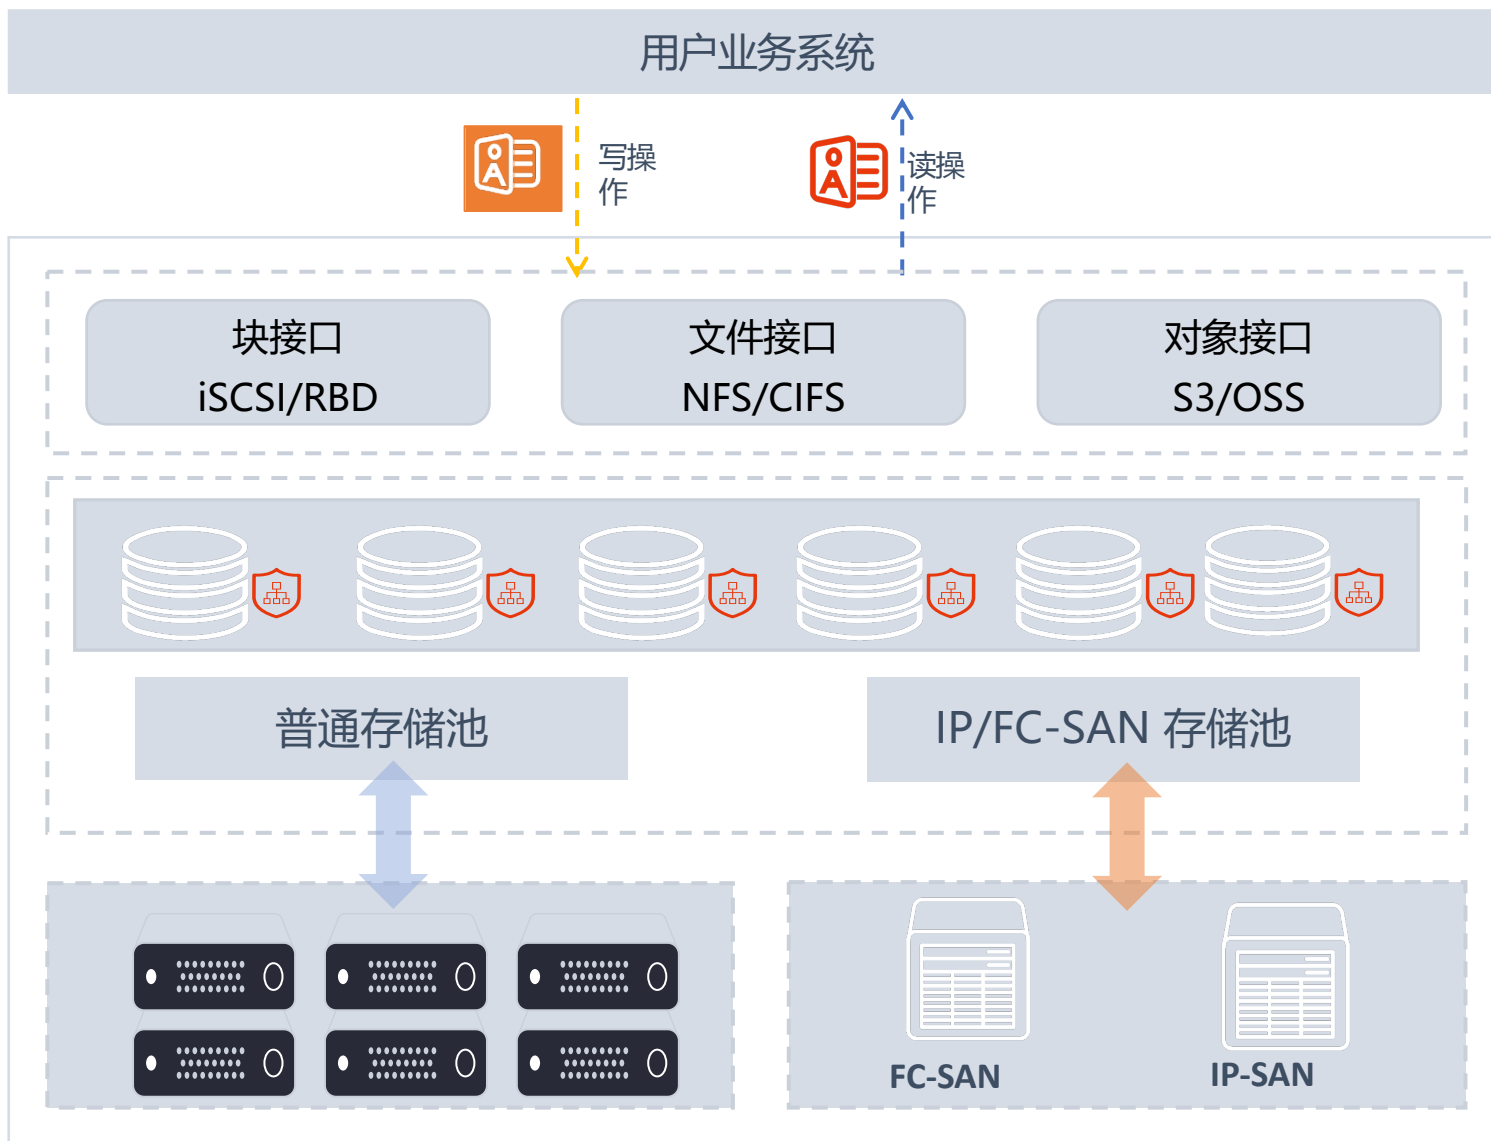 用户业务系统
写操
作
读操
作
块接口
iSCSI/RBD
文件接口
NFS/CIFS
对象接口
S3/OSS
普通存储池
IP/FC-SAN 存储池
FC-SAN
IP-SAN